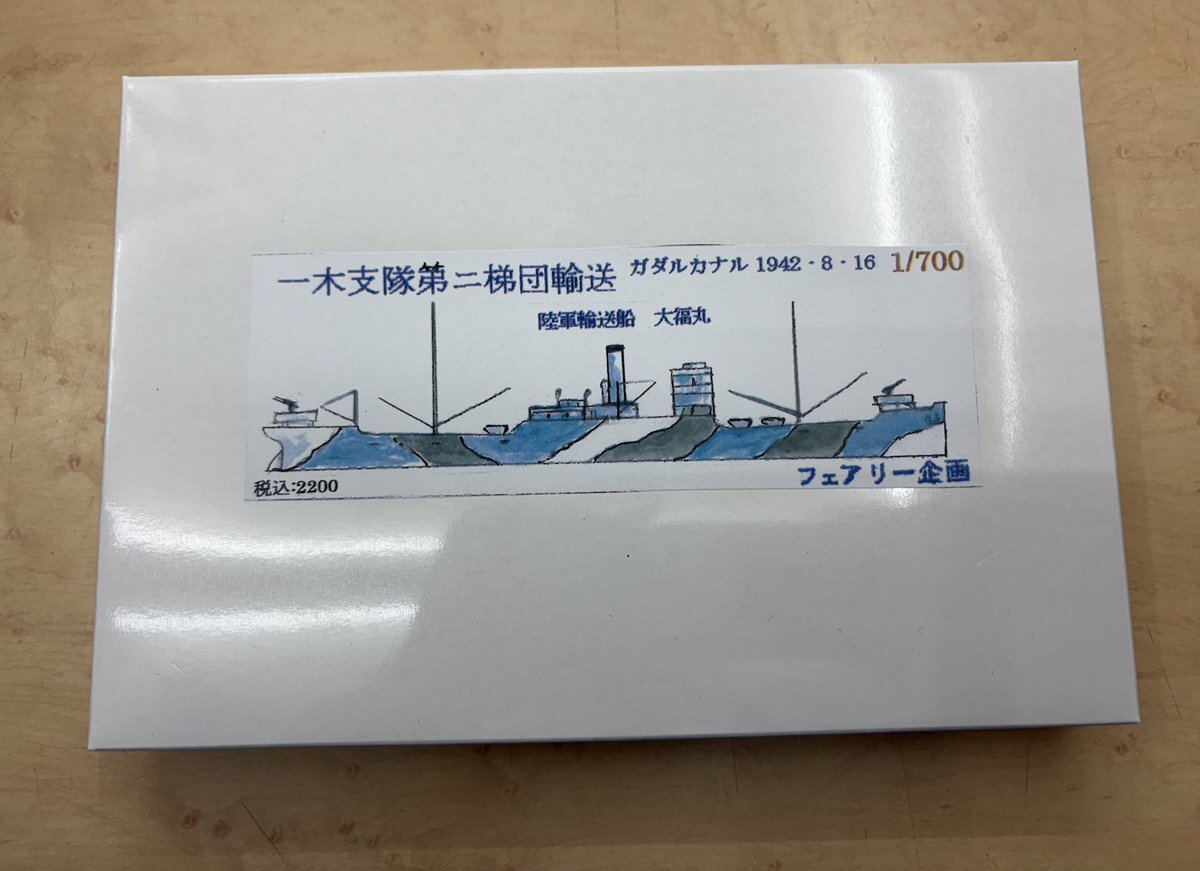 一木支隊第二梯団輸送 ガダルカナル 1942・8・16 1/700
陸軍輸送船 大福丸
税込:2200
フェアリー企画